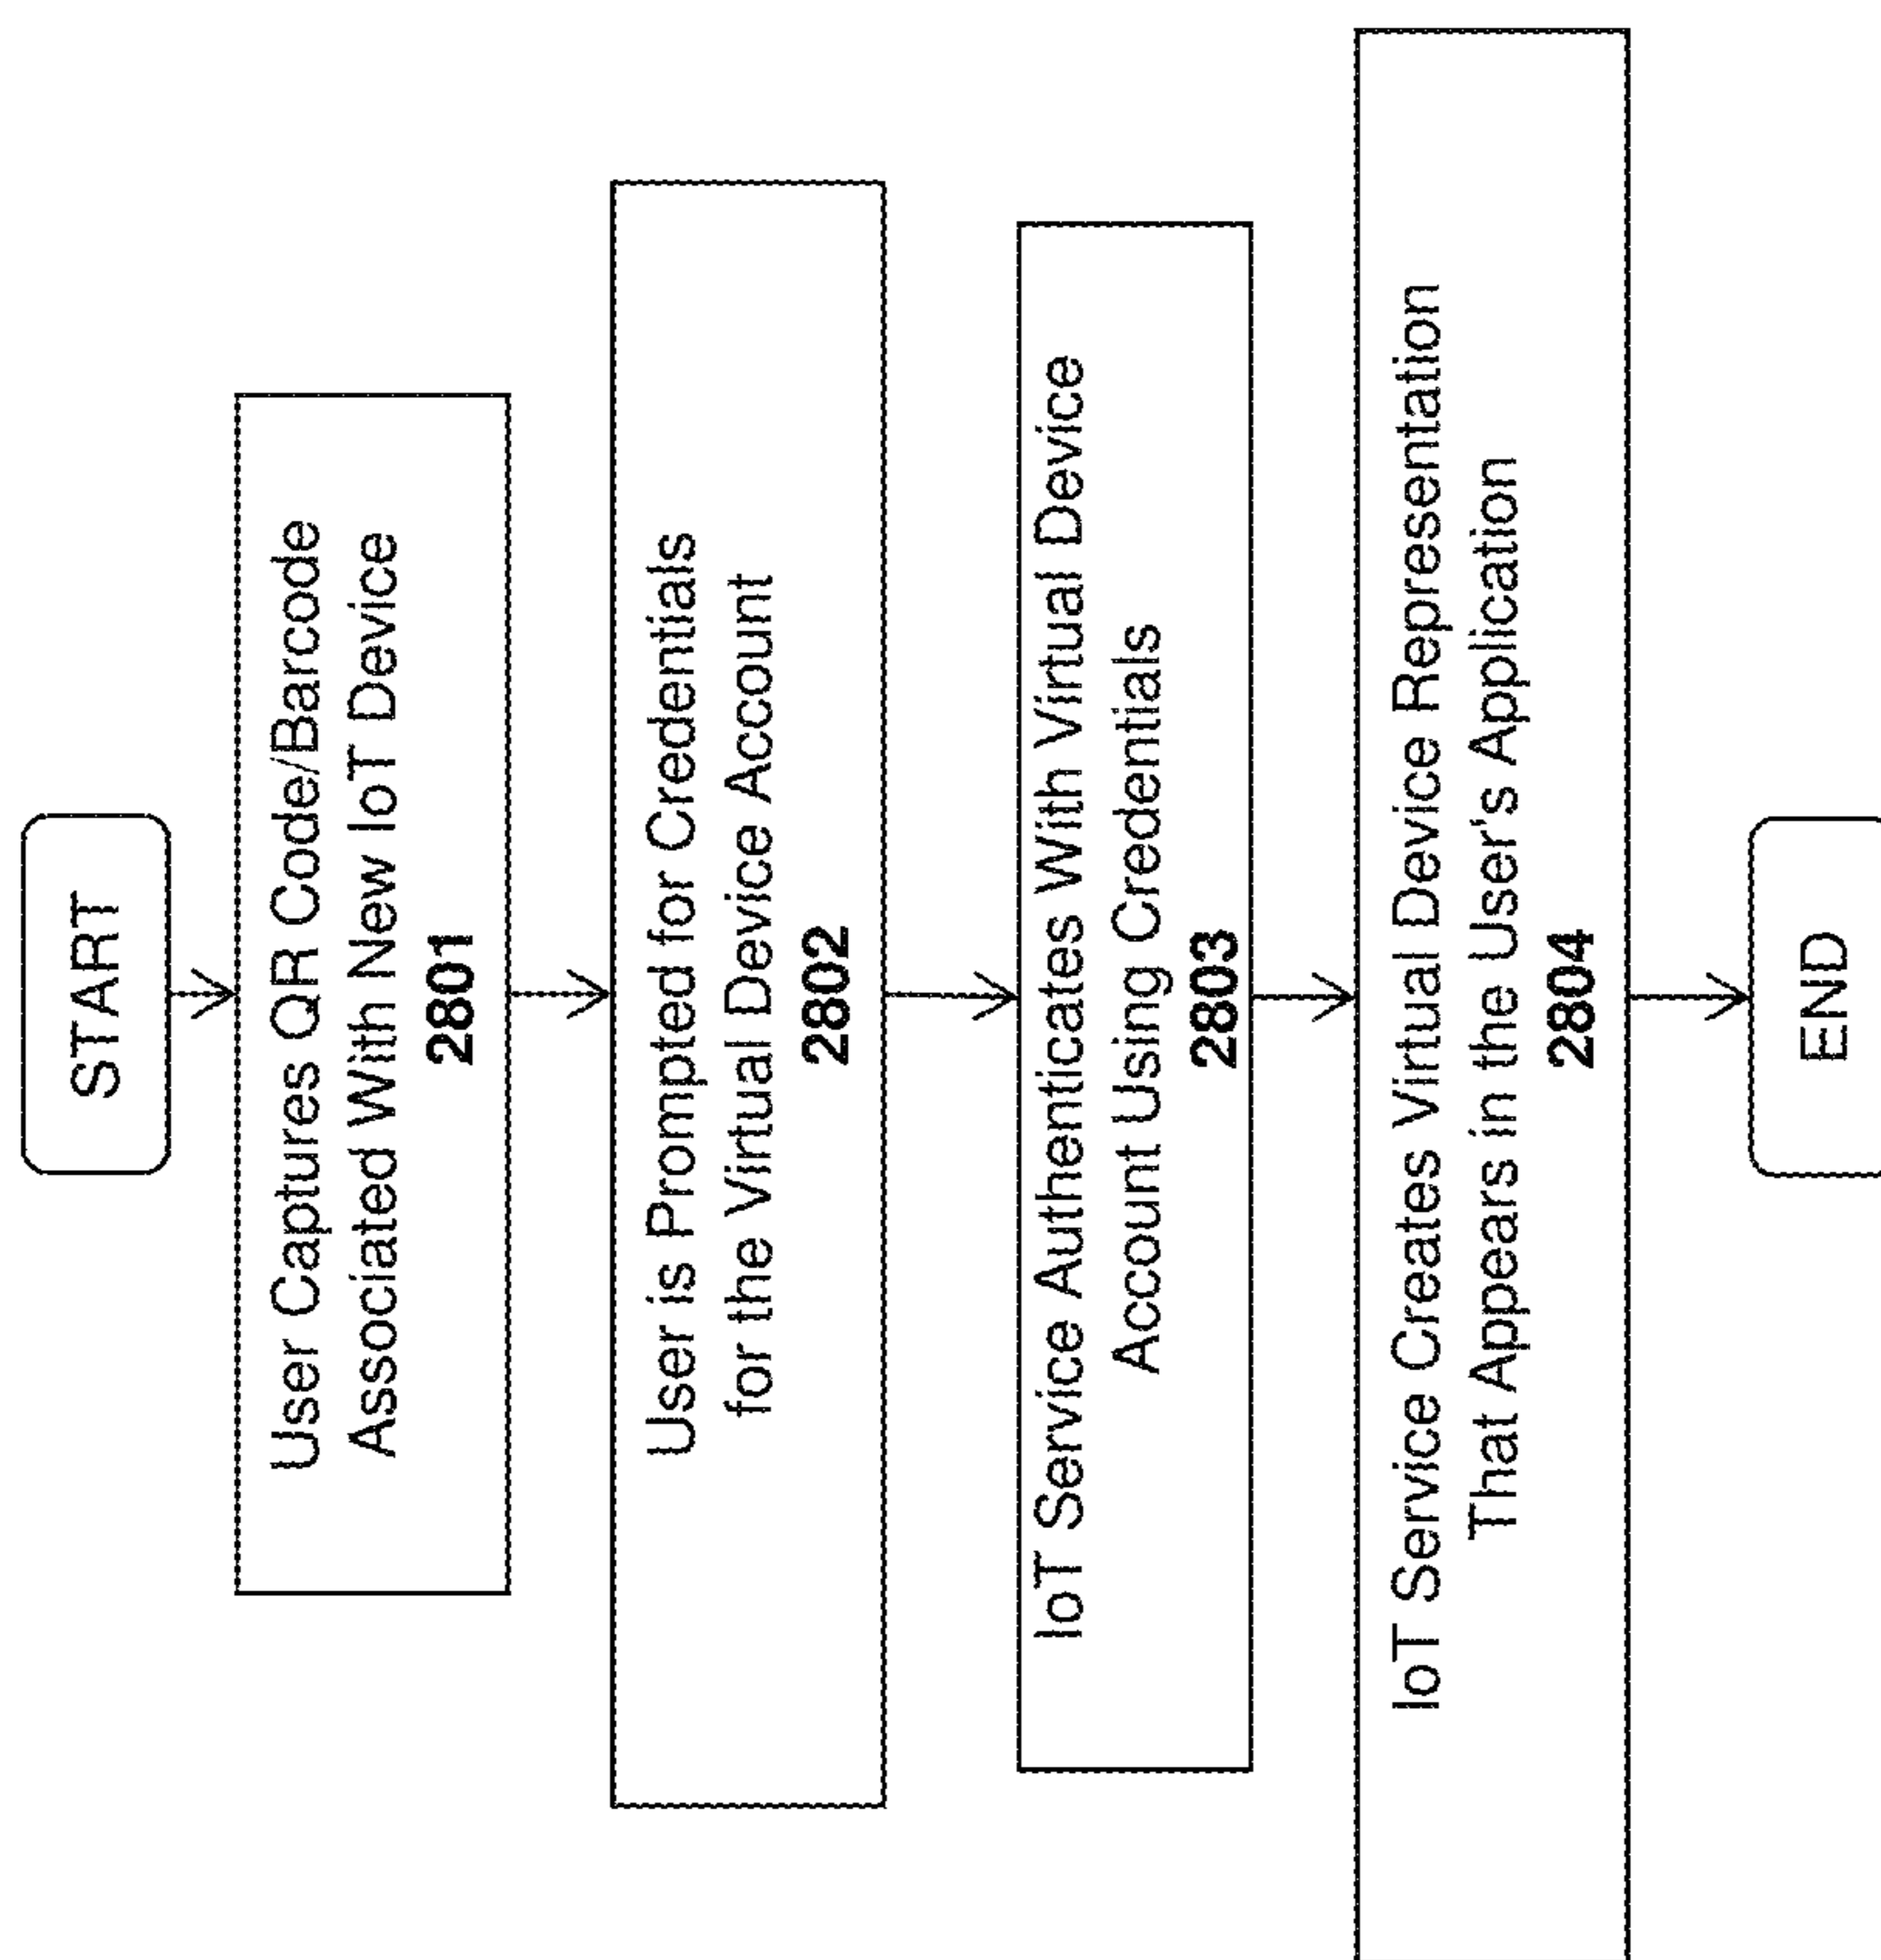 START
User Captures QR Code/Barcode
Associated With New IoT Device
2801
User is Prompted for Credentials
for the Virtual Device Account
2802
IoT Service Authenticates With Virtual Device
Account Using Credentials
2803
IoT Service Creates Virtual Device Representation
That Appears in the User's Application
2804
END